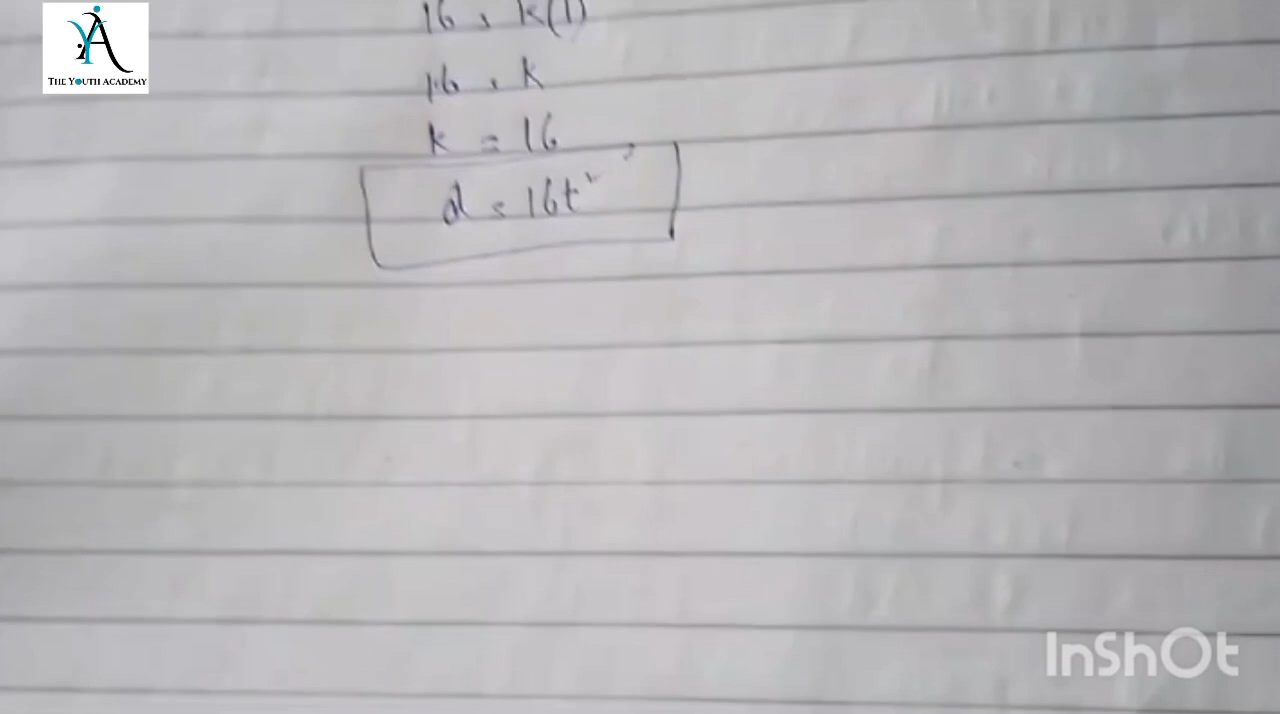 THE YOUTH ACADEMY
16 = k(1)
16 = k
k = 16
d = 16t²
InShOt